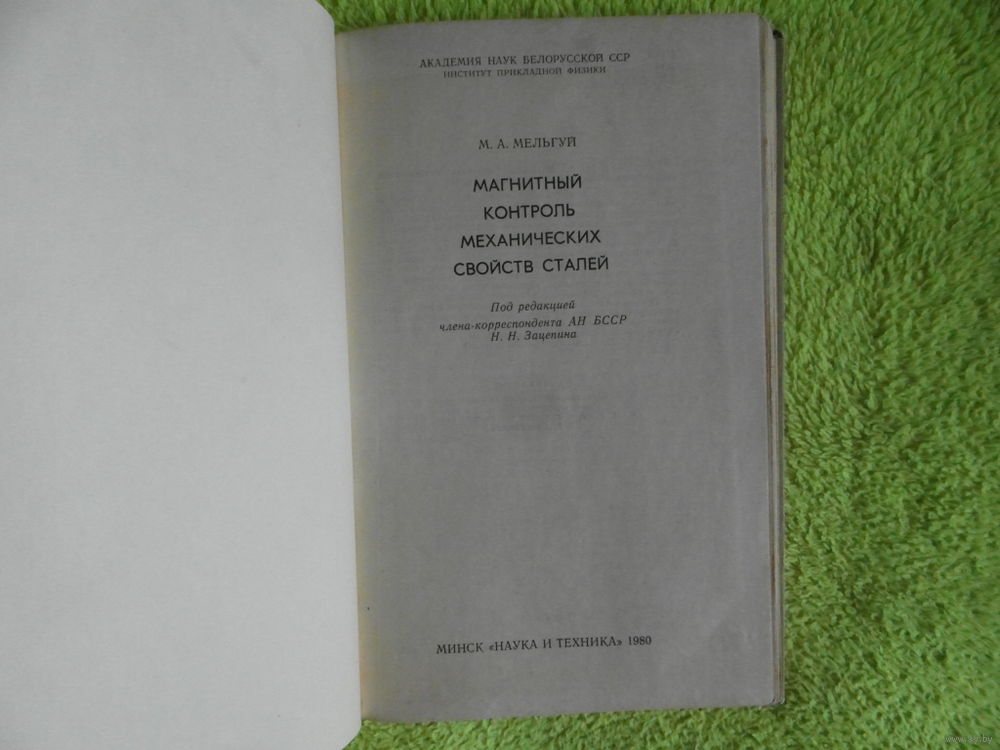 АКАДЕМИЯ НАУК БЕЛОРУССКОЙ ССР
ИНСТИТУТ ПРИКЛАДНОЙ ФИЗИКИ
М. А. МЕЛЬГУЙ
МАГНИТНЫЙ
КОНТРОЛЬ
МЕХАНИЧЕСКИХ
СВОЙСТВ СТАЛЕЙ
Под редакцией
члена-корреспондента АН БССР
Н. Н. Зацепина
МИНСК «НАУКА И ТЕХНИКА» 1980